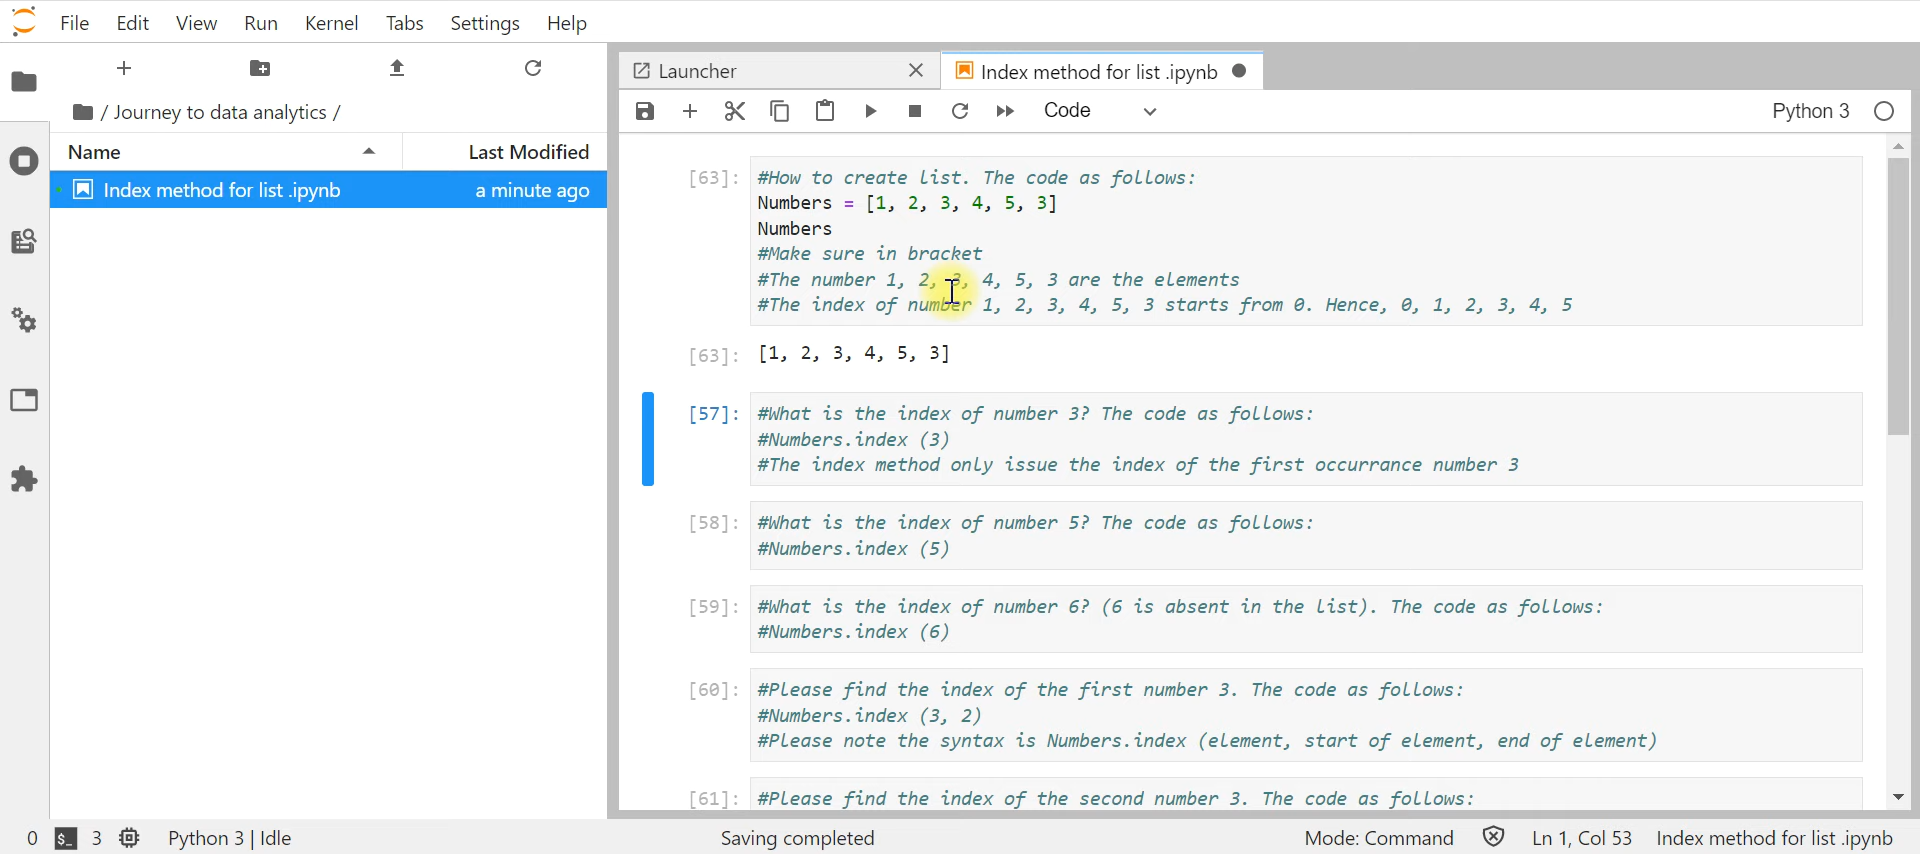 File Edit View Run Kernel Tabs Settings Help
/ Journey to data analytics /
Name Last Modified
Index method for list .ipynb a minute ago
Launcher Index method for list .ipynb
Code Python 3
[63]: #How to create list. The code as follows:
Numbers = [1, 2, 3, 4, 5, 3]
Numbers
#Make sure in bracket
#The number 1, 2, 3, 4, 5, 3 are the elements
#The index of number 1, 2, 3, 4, 5, 3 starts from 0. Hence, 0, 1, 2, 3, 4, 5
[63]: [1, 2, 3, 4, 5, 3]
[57]: #What is the index of number 3? The code as follows:
#Numbers.index (3)
#The index method only issue the index of the first occurrance number 3
[58]: #What is the index of number 5? The code as follows:
#Numbers.index (5)
[59]: #What is the index of number 6? (6 is absent in the list). The code as follows:
#Numbers.index (6)
[60]: #Please find the index of the first number 3. The code as follows:
#Numbers.index (3, 2)
#Please note the syntax is Numbers.index (element, start of element, end of element)
[61]: #Please find the index of the second number 3. The code as follows:
0 $_ 3 Python 3 | Idle Saving completed Mode: Command Ln 1, Col 53 Index method for list .ipynb